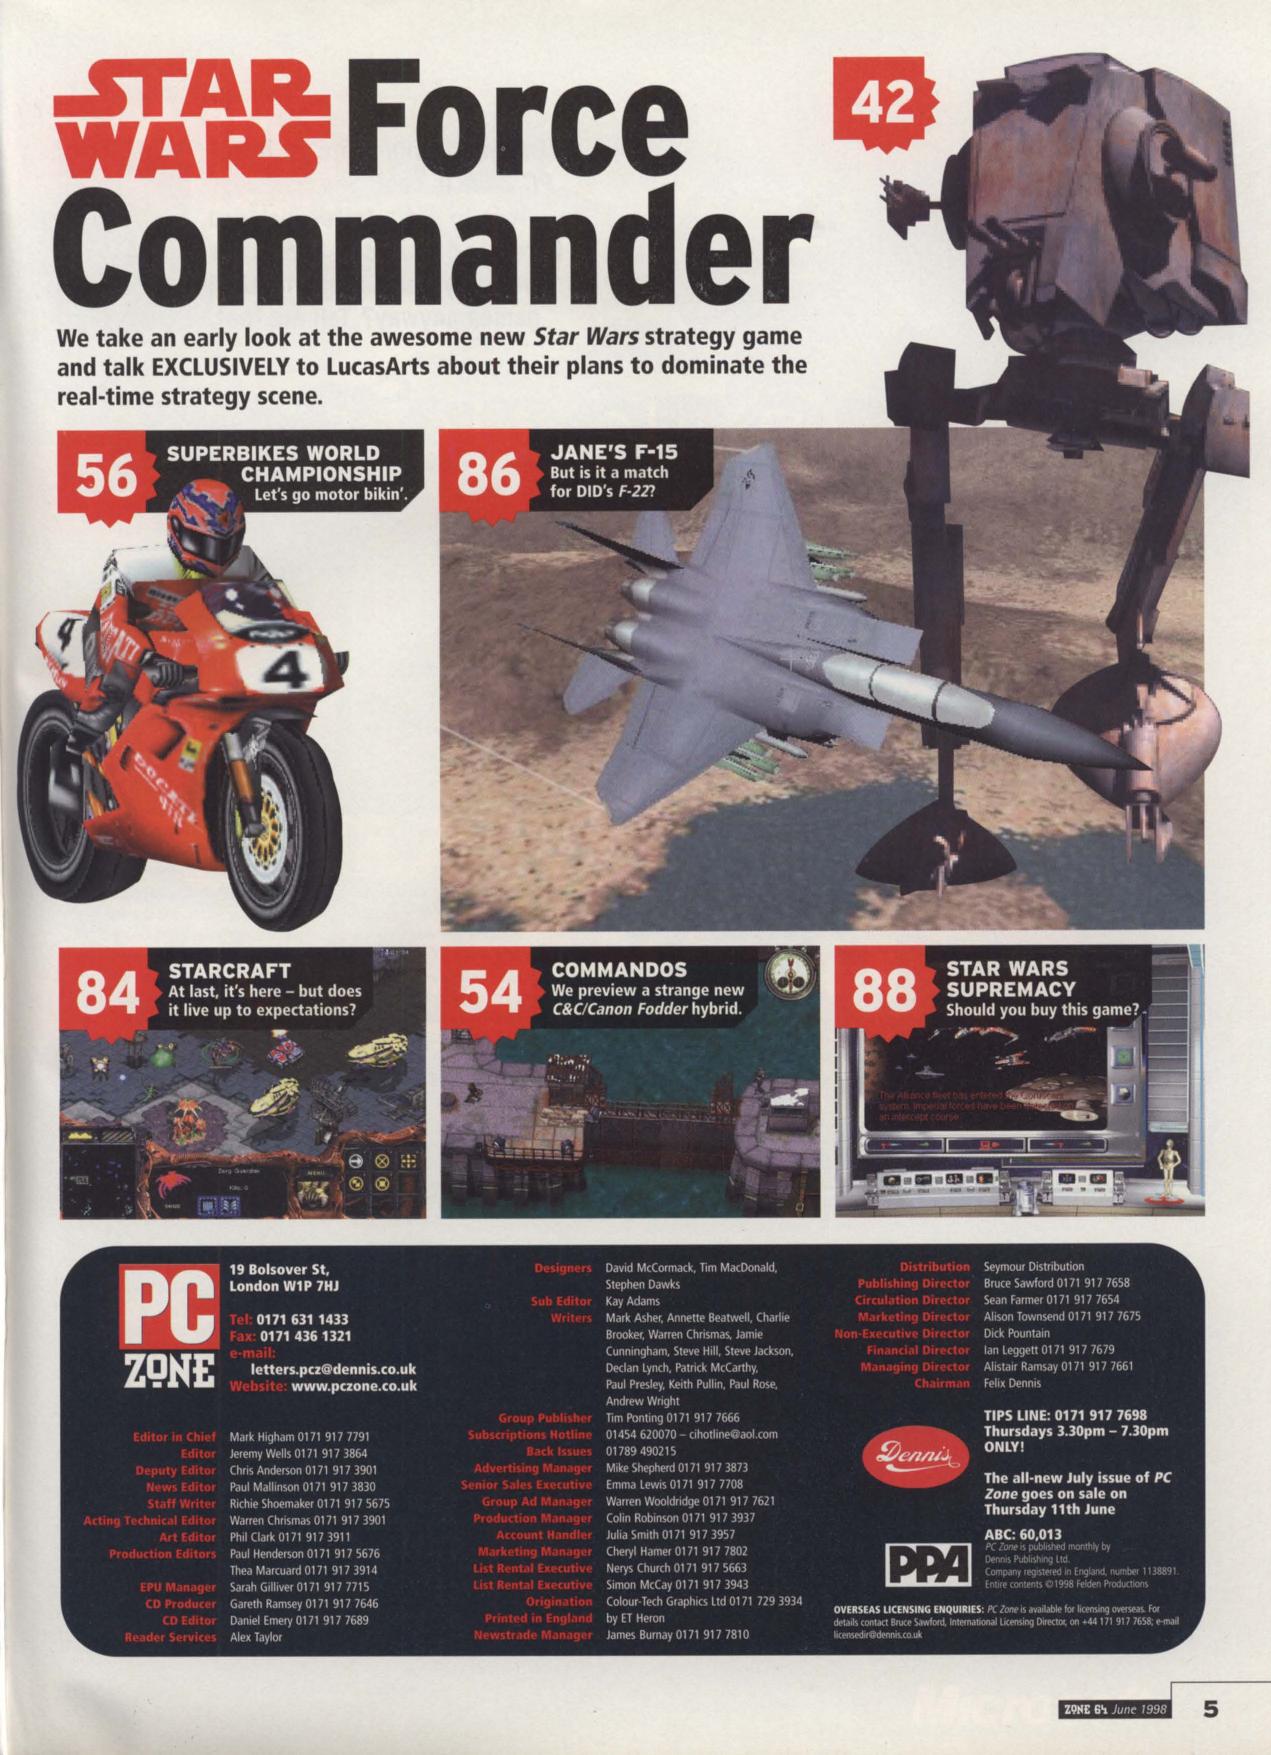 STAR WARS Force
Commander
42
We take an early look at the awesome new Star Wars strategy game
and talk EXCLUSIVELY to LucasArts about their plans to dominate the
real-time strategy scene.
56
SUPERBIKES WORLD
CHAMPIONSHIP
Let's go motor bikin'.
4
4
86
JANE'S F-15
But is it a match
for DID's F-22?
84
STARCRAFT
At last, it's here – but does
it live up to expectations?
Zerg Guardian
Kills: 0
MENU
54
COMMANDOS
We preview a strange new
C&C/Canon Fodder hybrid.
88
STAR WARS
SUPREMACY
Should you buy this game?
The Alliance fleet has entered the
system. Imperial forces have been
an intercept course.
PC
ZONE
19 Bolsover St,
London W1P 7HJ
Tel: 0171 631 1433
Fax: 0171 436 1321
e-mail:
letters.pcz@dennis.co.uk
Website: www.pczone.co.uk
Editor in Chief Mark Higham 0171 917 7791
Editor Jeremy Wells 0171 917 3864
Deputy Editor Chris Anderson 0171 917 3901
News Editor Paul Mallinson 0171 917 3830
Staff Writer Richie Shoemaker 0171 917 5675
Acting Technical Editor Warren Chrismas 0171 917 3901
Art Editor Phil Clark 0171 917 3911
Production Editors Paul Henderson 0171 917 5676
Thea Marcuard 0171 917 3914
EPU Manager Sarah Gilliver 0171 917 7715
CD Producer Gareth Ramsey 0171 917 7646
CD Editor Daniel Emery 0171 917 7689
Reader Services Alex Taylor
Designers David McCormack, Tim MacDonald,
Stephen Dawks
Sub Editor Kay Adams
Writers Mark Asher, Annette Beatwell, Charlie
Brooker, Warren Chrismas, Jamie
Cunningham, Steve Hill, Steve Jackson,
Declan Lynch, Patrick McCarthy,
Paul Presley, Keith Pullin, Paul Rose,
Andrew Wright
Group Publisher Tim Ponting 0171 917 7666
Subscriptions Hotline 01454 620070 – cihotline@aol.com
Back Issues 01789 490215
Advertising Manager Mike Shepherd 0171 917 3873
Senior Sales Executive Emma Lewis 0171 917 7708
Group Ad Manager Warren Wooldridge 0171 917 7621
Production Manager Colin Robinson 0171 917 3937
Account Handler Julia Smith 0171 917 3957
Marketing Manager Cheryl Hamer 0171 917 7802
List Rental Executive Nerys Church 0171 917 5663
List Rental Executive Simon McCay 0171 917 3943
Origination Colour-Tech Graphics Ltd 0171 729 3934
Printed in England by ET Heron
Newstrade Manager James Burnay 0171 917 7810
Distribution Seymour Distribution
Publishing Director Bruce Sawford 0171 917 7658
Circulation Director Sean Farmer 0171 917 7654
Marketing Director Alison Townsend 0171 917 7675
Non-Executive Director Dick Pountain
Financial Director Ian Leggett 0171 917 7679
Managing Director Alistair Ramsay 0171 917 7661
Chairman Felix Dennis
Dennis
TIPS LINE: 0171 917 7698
Thursdays 3.30pm – 7.30pm
ONLY!
The all-new July issue of PC
Zone goes on sale on
Thursday 11th June
PPA
ABC: 60,013
PC Zone is published monthly by
Dennis Publishing Ltd.
Company registered in England, number 1138891.
Entire contents ©1998 Felden Productions
OVERSEAS LICENSING ENQUIRIES: PC Zone is available for licensing overseas. For
details contact Bruce Sawford, International Licensing Director, on +44 171 917 7658; e-mail
licensedir@dennis.co.uk
ZONE 64 June 1998 5